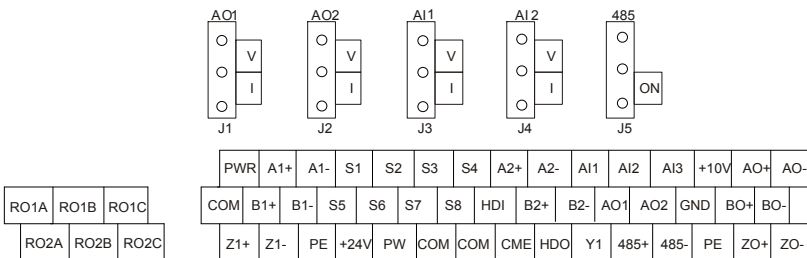 AO1 AO2 AI1 AI2 485
V V V V
I I I I ON
J1 J2 J3 J4 J5
PWR A1+ A1- S1 S2 S3 S4 A2+ A2- AI1 AI2 AI3 +10V AO+ AO-
RO1A RO1B RO1C COM B1+ B1- S5 S6 S7 S8 HDI B2+ B2- AO1 AO2 GND BO+ BO-
RO2A RO2B RO2C Z1+ Z1- PE +24V PW COM COM CME HDO Y1 485+ 485- PE ZO+ ZO-